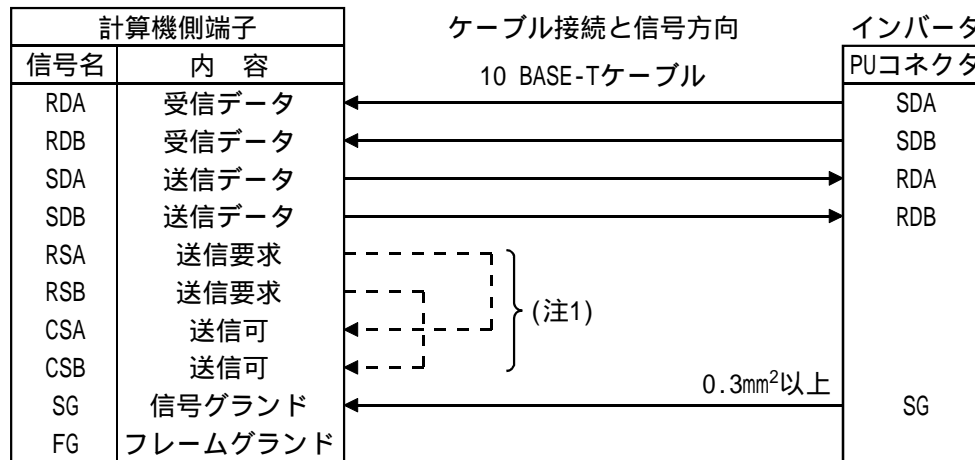 計算機側端子 ケーブル接続と信号方向 インバータ
信号名 内 容 10 BASE-Tケーブル PUコネクタ
RDA 受信データ SDA
RDB 受信データ SDB
SDA 送信データ RDA
SDB 送信データ RDB
RSA 送信要求
RSB 送信要求
(注1)
CSA 送信可
CSB 送信可
0.3mm²以上
SG 信号グランド SG
FG フレームグランド